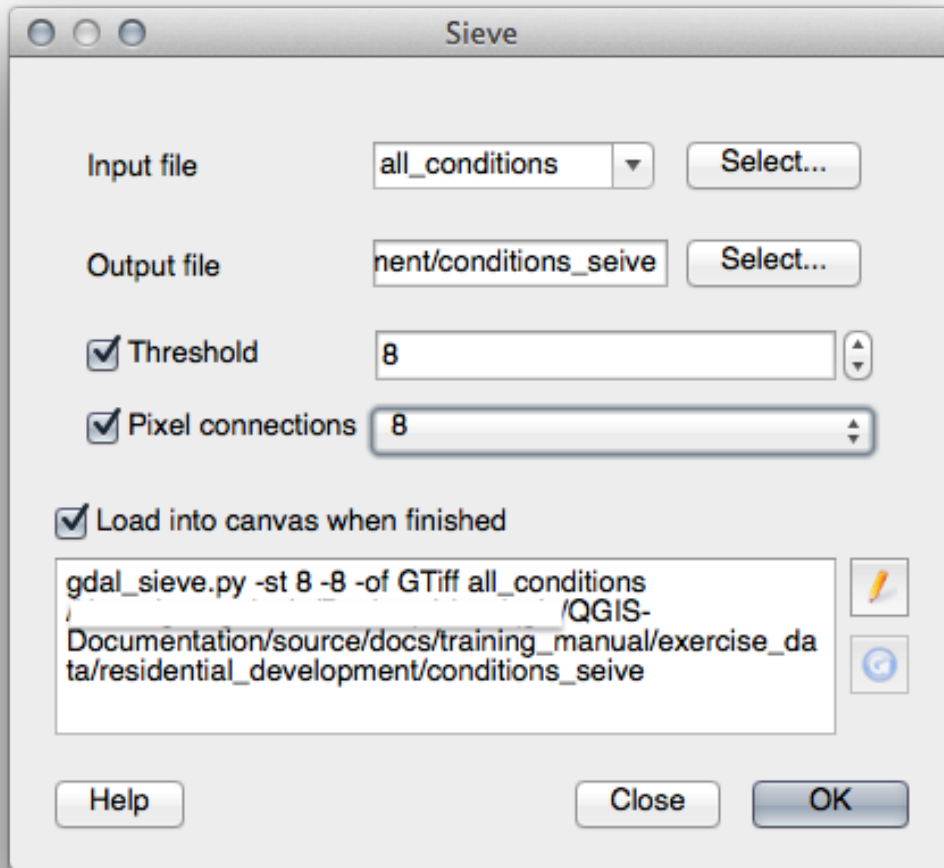 Sieve
Input file all_conditions Select...
Output file nent/conditions_seive Select...
Threshold 8
Pixel connections 8
Load into canvas when finished
gdal_sieve.py -st 8 -8 -of GTiff all_conditions
/QGIS-
Documentation/source/docs/training_manual/exercise_da
ta/residential_development/conditions_seive
Help Close OK